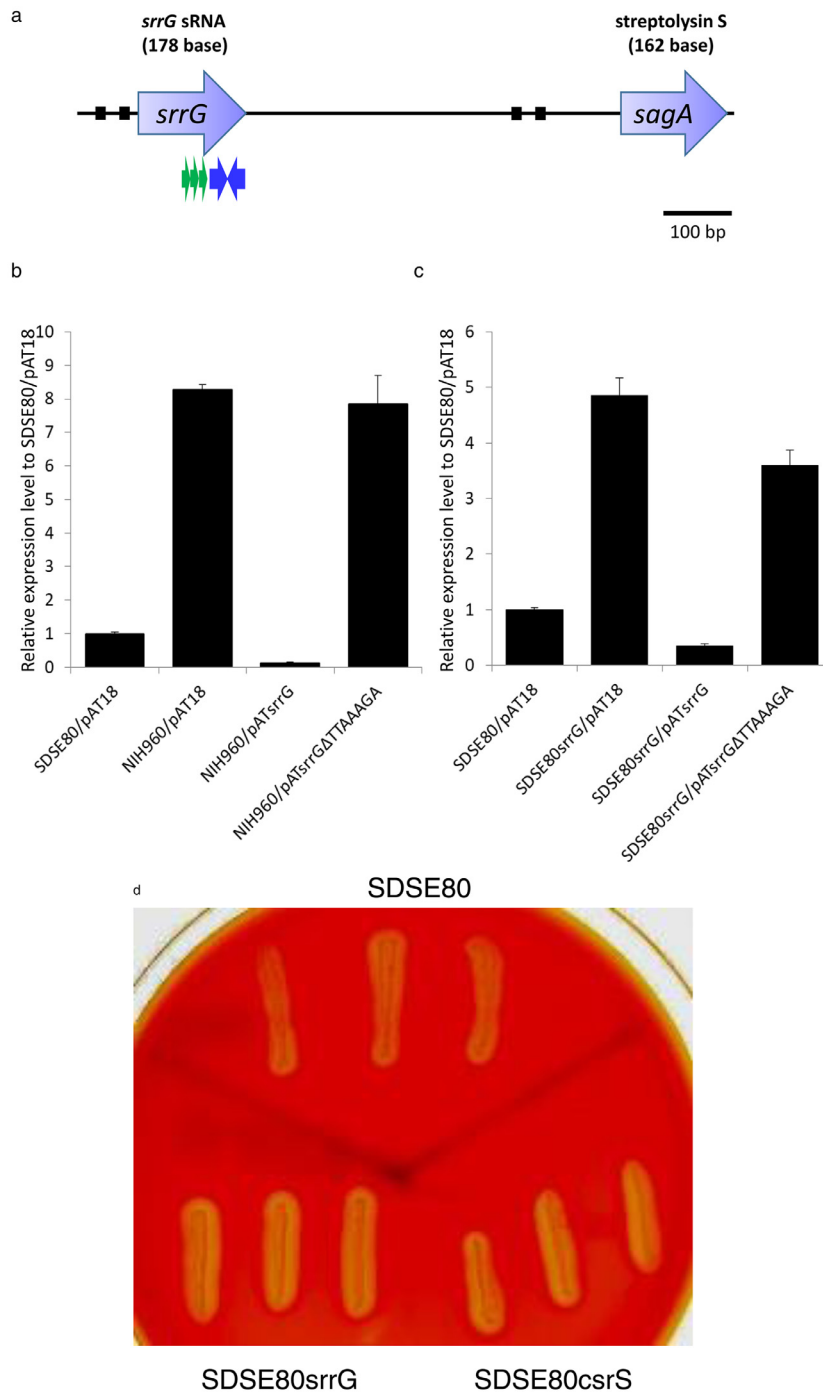 a
srrG sRNA
(178 base)
streptolysin S
(162 base)
srrG
sagA
100 bp
b
Relative expression level to SDSE80/pAT18
10
9
8
7
6
5
4
3
2
1
0
SDSE80/pAT18
NIH960/pAT18
NIH960/pATsrrG
NIH960/pATsrrGΔTTAAAGA
c
Relative expression level to SDSE80/pAT18
6
5
4
3
2
1
0
SDSE80/pAT18
SDSE80srrG/pAT18
SDSE80srrG/pATsrrG
SDSE80srrG/pATsrrGΔTTAAAGA
d
SDSE80
SDSE80srrG
SDSE80csrS